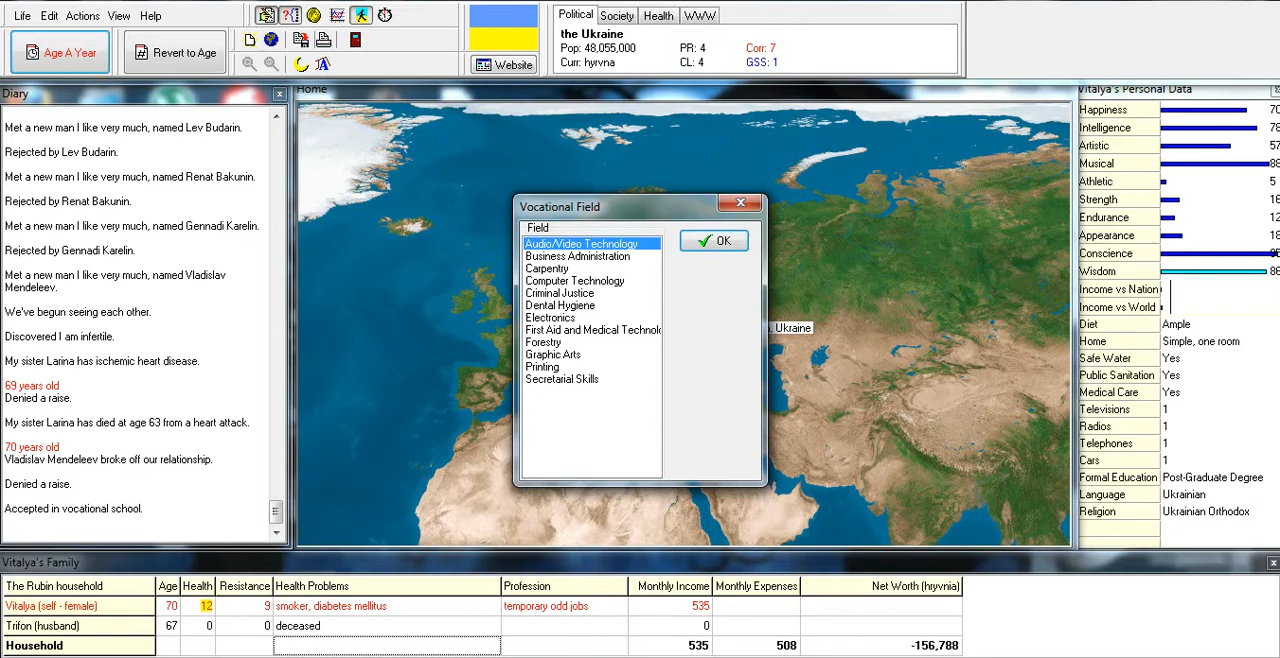 Life Edit Actions View Help
Age A Year
Revert to Age
Website
Political Society Health WWW
the Ukraine
Pop: 48,055,000 PR: 4 Corr: 7
Curr: hyrvna CL: 4 GSS: 1
Diary
Met a new man I like very much, named Lev Budarin.
Rejected by Lev Budarin.
Met a new man I like very much, named Renat Bakunin.
Rejected by Renat Bakunin.
Met a new man I like very much, named Gennadi Karelin.
Rejected by Gennadi Karelin.
Met a new man I like very much, named Vladislav
Mendeleev.
We've begun seeing each other.
Discovered I am infertile.
My sister Larina has ischemic heart disease.
69 years old
Denied a raise.
My sister Larina has died at age 63 from a heart attack.
70 years old
Vladislav Mendeleev broke off our relationship.
Denied a raise.
Accepted in vocational school.
Home
, Ukraine
Vocational Field
Field
Audio/Video Technology
Business Administration
Carpentry
Computer Technology
Criminal Justice
Dental Hygiene
Electronics
First Aid and Medical Technolo
Forestry
Graphic Arts
Printing
Secretarial Skills
OK
Vitalya's Personal Data
Happiness 70
Intelligence 78
Artistic 57
Musical 88
Athletic 5
Strength 16
Endurance 12
Appearance 18
Conscience
Wisdom 86
Income vs Nation
Income vs World
Diet Ample
Home Simple, one room
Safe Water Yes
Public Sanitation Yes
Medical Care Yes
Televisions 1
Radios 1
Telephones 1
Cars 1
Formal Education Post-Graduate Degree
Language Ukrainian
Religion Ukrainian Orthodox
Vitalya's Family
The Rubin household Age Health Resistance Health Problems Profession Monthly Income Monthly Expenses Net Worth (hryvnia)
Vitalya (self - female) 70 12 9 smoker, diabetes mellitus temporary odd jobs 535
Trifon (husband) 67 0 0 deceased 0
Household 535 508 -156,788